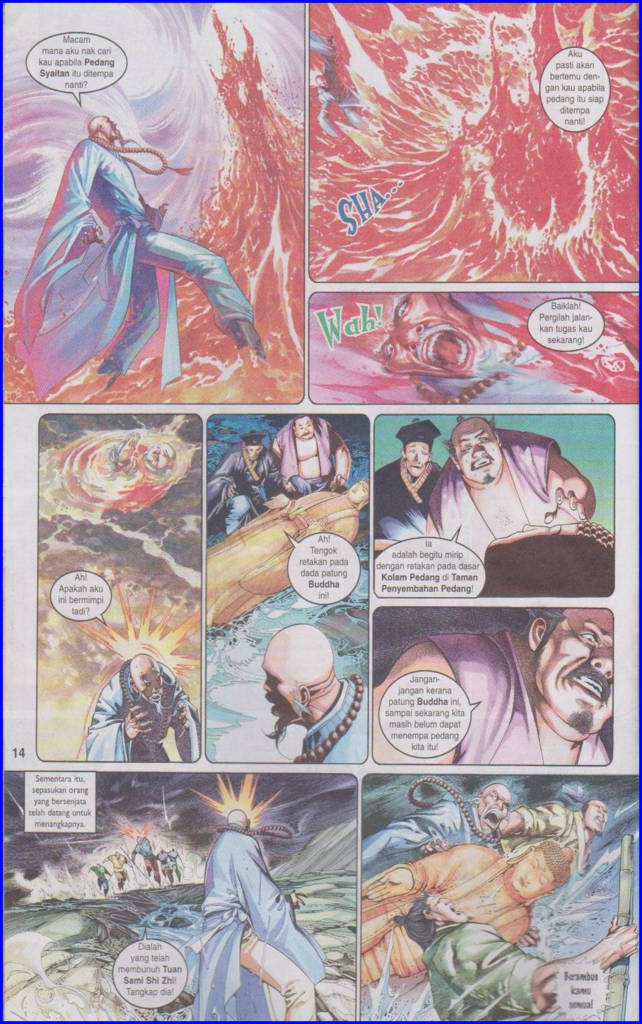 Macam
mana aku nak cari
kau apabila Pedang
Syaitan itu ditempa
nanti?
Aku
pasti akan
bertemu den-
gan kau apabila
pedang itu siap
ditempa
nanti!
SHA...
Wah!
Baiklah!
Pergilah jalan-
kan tugas kau
sekarang!
Ah!
Apakah aku
ini bermimpi
tadi?
Ah!
Tengok
retakan pada
dada patung
Buddha
ini!
Ia
adalah begitu mirip
dengan retakan pada dasar
Kolam Pedang di Taman
Penyembahan Pedang!
Jangan-
jangan kerana
patung Buddha ini,
sampai sekarang kita
masih belum dapat
menempa pedang
kita itu!
14
Sementara itu,
sepasukan orang
yang bersenjata
telah datang untuk
menangkapnya.
Dialah
yang telah
membunuh Tuan
Sami Shi Zhi!
Tangkap dia!
Berambus
kamu
semua!